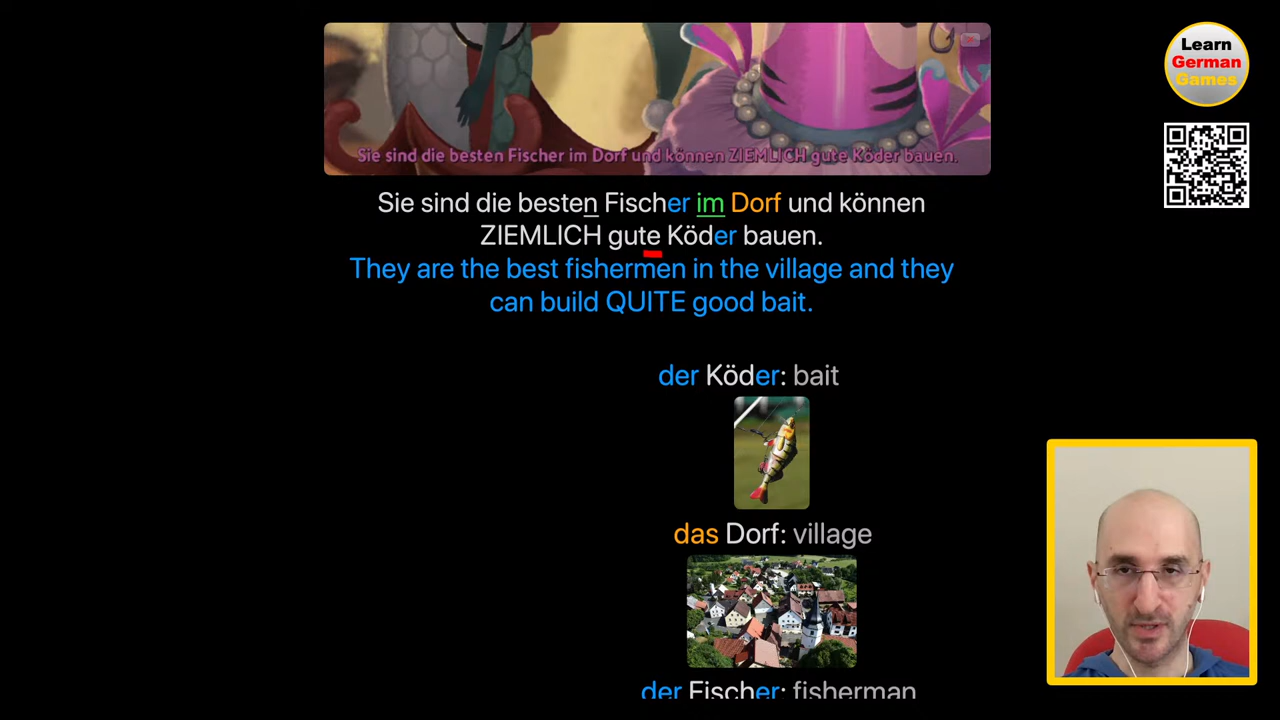 Learn
German
Games
Sie sind die besten Fischer im Dorf und können ZIEMLICH gute Köder bauen.
Sie sind die besten Fischer im Dorf und können
ZIEMLICH gute Köder bauen.
They are the best fishermen in the village and they
can build QUITE good bait.
der Köder: bait
das Dorf: village
der Fischer: fisherman